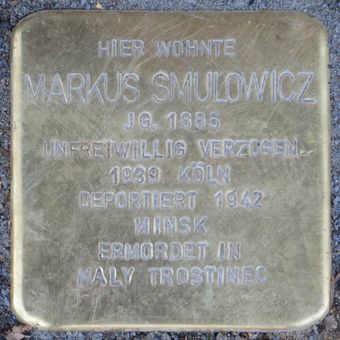 HIER WOHNTE
MARKUS SMULOWICZ
JG. 1885
UNFREIWILLIG VERZOGEN
1939 KÖLN
DEPORTIERT 1942
MINSK
ERMORDET IN
MALY TROSTINEC